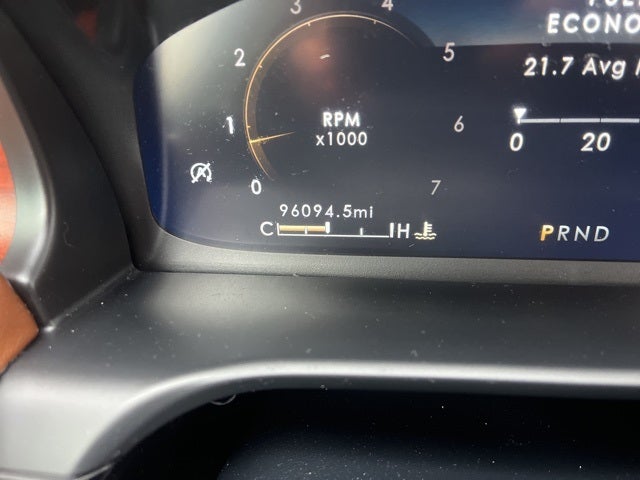 3 4
ECONO
2 5
21.7 Avg
1 RPM 6
x1000
0 20
0 7
96094.5mi
C H
PRND